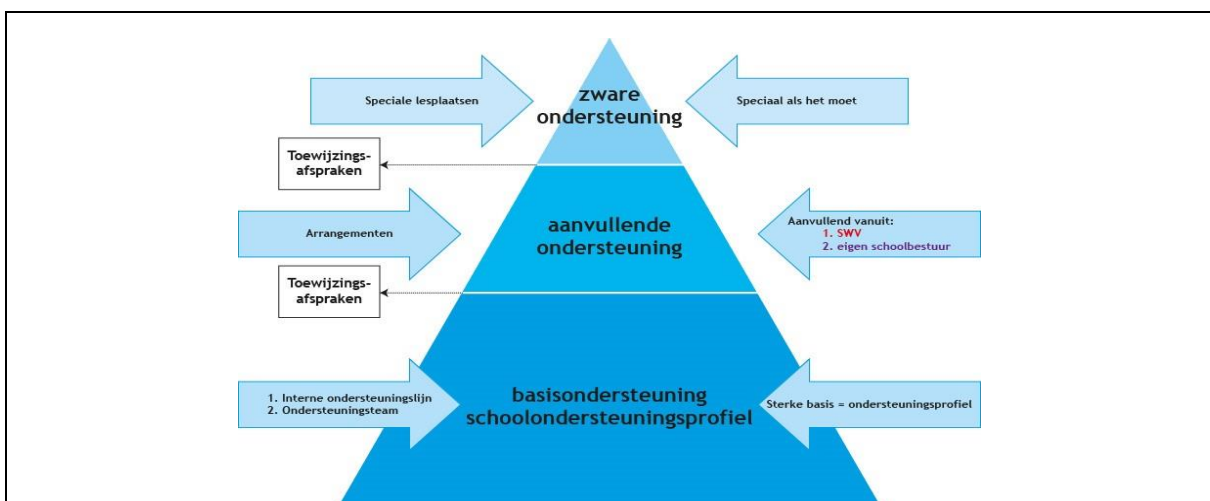 Speciale lesplaatsen
zware
ondersteuning
Speciaal als het moet
Toewijzings-
afspraken
Arrangementen
aanvullende
ondersteuning
Aanvullend vanuit:
1. SWV
2. eigen schoolbestuur
Toewijzings-
afspraken
1. Interne ondersteuningslijn
2. Ondersteuningsteam
basisondersteuning
schoolondersteuningsprofiel
Sterke basis = ondersteuningsprofiel